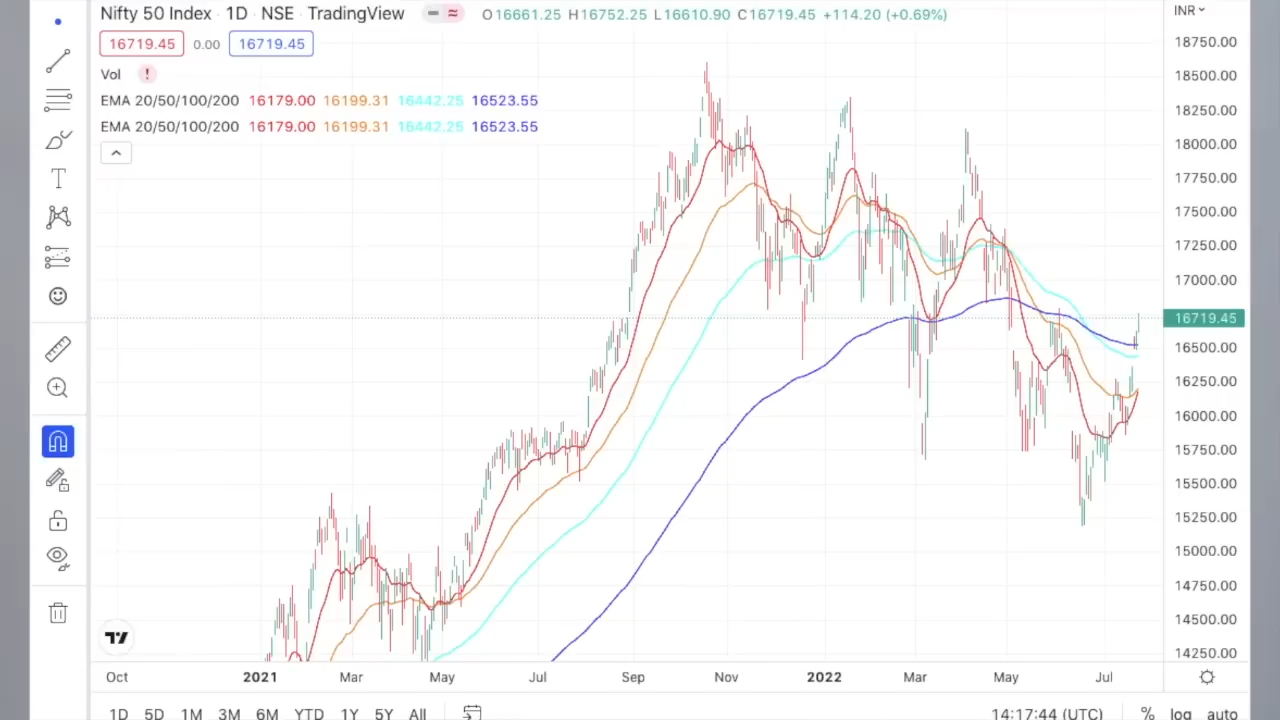 Nifty 50 Index · 1D · NSE · TradingView
O16661.25 H16752.25 L16610.90 C16719.45 +114.20 (+0.69%)
INR
16719.45 0.00 16719.45
Vol !
EMA 20/50/100/200 16179.00 16199.31 16442.25 16523.55
EMA 20/50/100/200 16179.00 16199.31 16442.25 16523.55
18750.00
18500.00
18250.00
18000.00
17750.00
17500.00
17250.00
17000.00
16719.45
16500.00
16250.00
16000.00
15750.00
15500.00
15250.00
15000.00
14750.00
14500.00
14250.00
Oct 2021 Mar May Jul Sep Nov 2022 Mar May Jul
1D 5D 1M 3M 6M YTD 1Y 5Y All 14:17:44 (UTC) % log auto